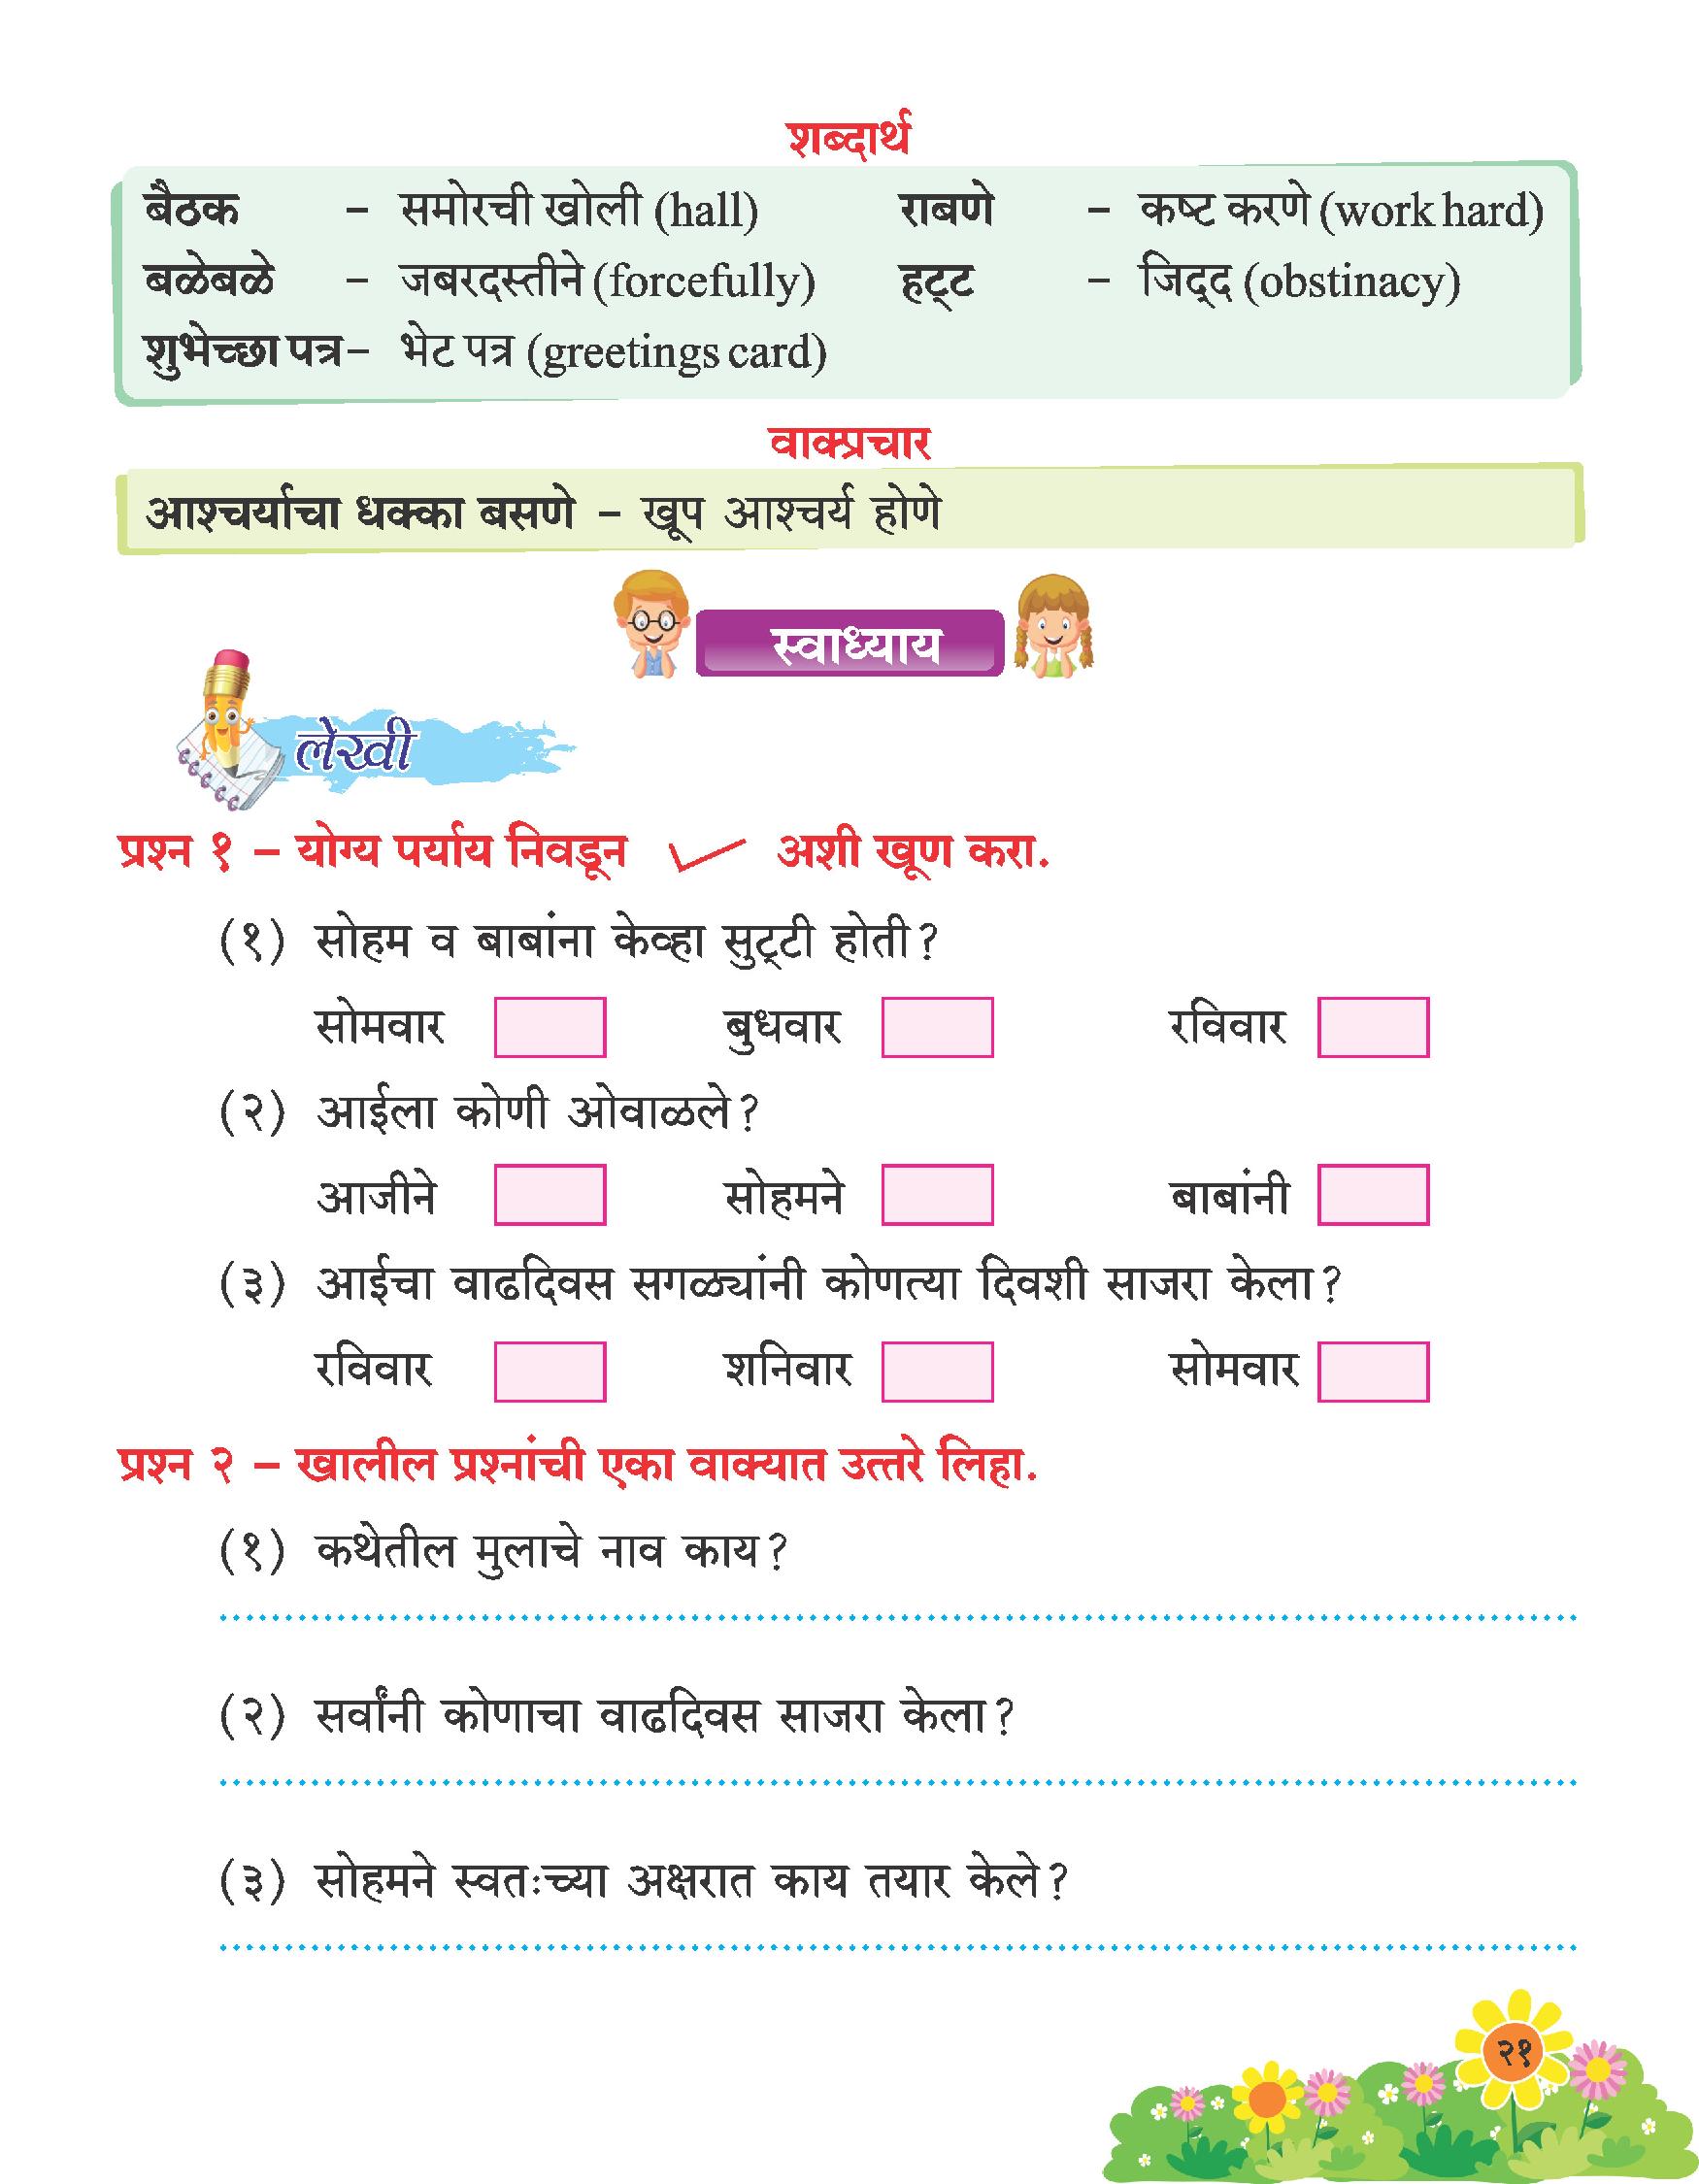 शब्दार्थ
बैठक – समोरची खोली (hall) राबणे – कष्ट करणे (work hard)
बळेबळे – जबरदस्तीने (forcefully) हट्ट – जिद्द (obstinacy)
शुभेच्छा पत्र – भेट पत्र (greetings card)
वाक्प्रचार
आश्चर्याचा धक्का बसणे – खूप आश्चर्य होणे
स्वाध्याय
लेखी
प्रश्न १ – योग्य पर्याय निवडून ✓ अशी खूण करा.
(१) सोहम व बाबांना केव्हा सुट्टी होती?
सोमवार बुधवार रविवार
(२) आईला कोणी ओवाळले?
आजीने सोहमने बाबांनी
(३) आईचा वाढदिवस सगळ्यांनी कोणत्या दिवशी साजरा केला?
रविवार शनिवार सोमवार
प्रश्न २ – खालील प्रश्नांची एका वाक्यात उत्तरे लिहा.
(१) कथेतील मुलाचे नाव काय?
(२) सर्वांनी कोणाचा वाढदिवस साजरा केला?
(३) सोहमने स्वतःच्या अक्षरात काय तयार केले?
२१